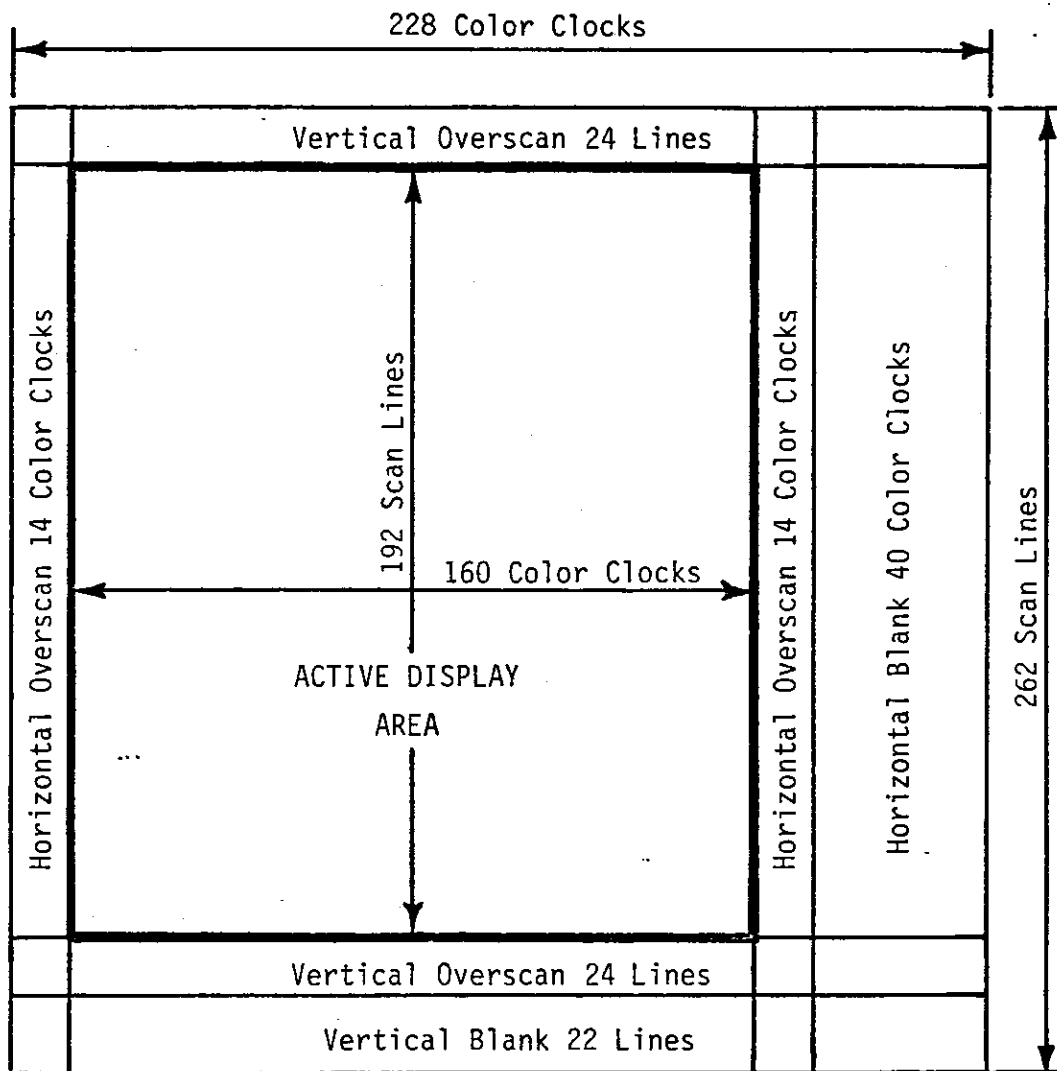 228 Color Clocks
Vertical Overscan 24 Lines
Horizontal Overscan 14 Color Clocks
192 Scan Lines
160 Color Clocks
ACTIVE DISPLAY
AREA
Horizontal Overscan 14 Color Clocks
Horizontal Blank 40 Color Clocks
262 Scan Lines
Vertical Overscan 24 Lines
Vertical Blank 22 Lines